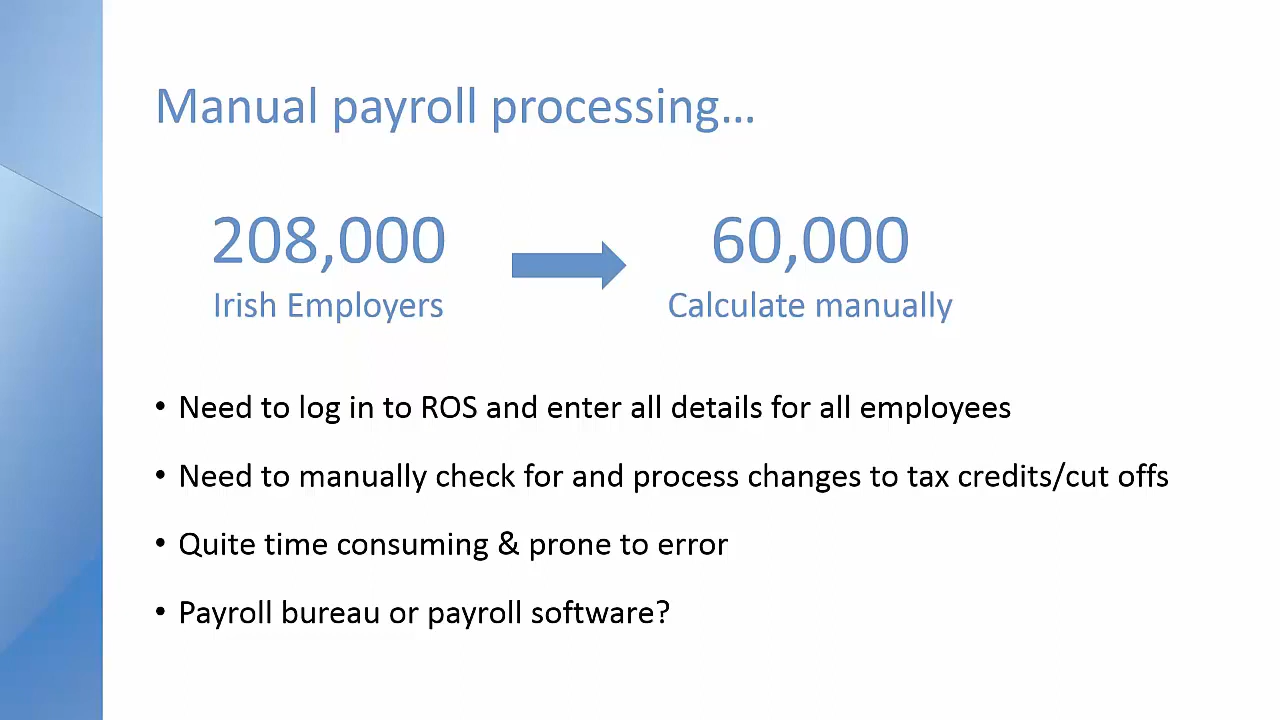 Manual payroll processing...
208,000
60,000
Irish Employers
Calculate manually
• Need to log in to ROS and enter all details for all employees
• Need to manually check for and process changes to tax credits/cut offs
• Quite time consuming & prone to error
• Payroll bureau or payroll software?